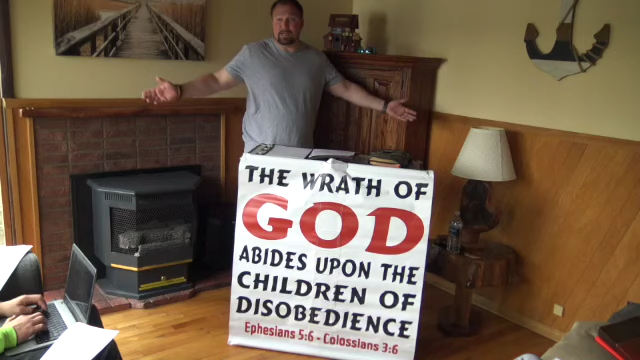 THE WRATH OF
GOD
ABIDES UPON THE
CHILDREN OF
DISOBEDIENCE
Ephesians 5:6 - Colossians 3:6